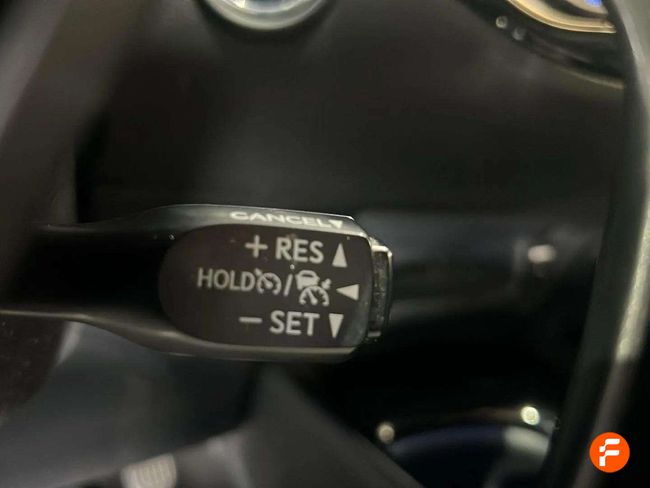 CANCEL▼
+ RES ▲
HOLD / ◀
− SET ▼